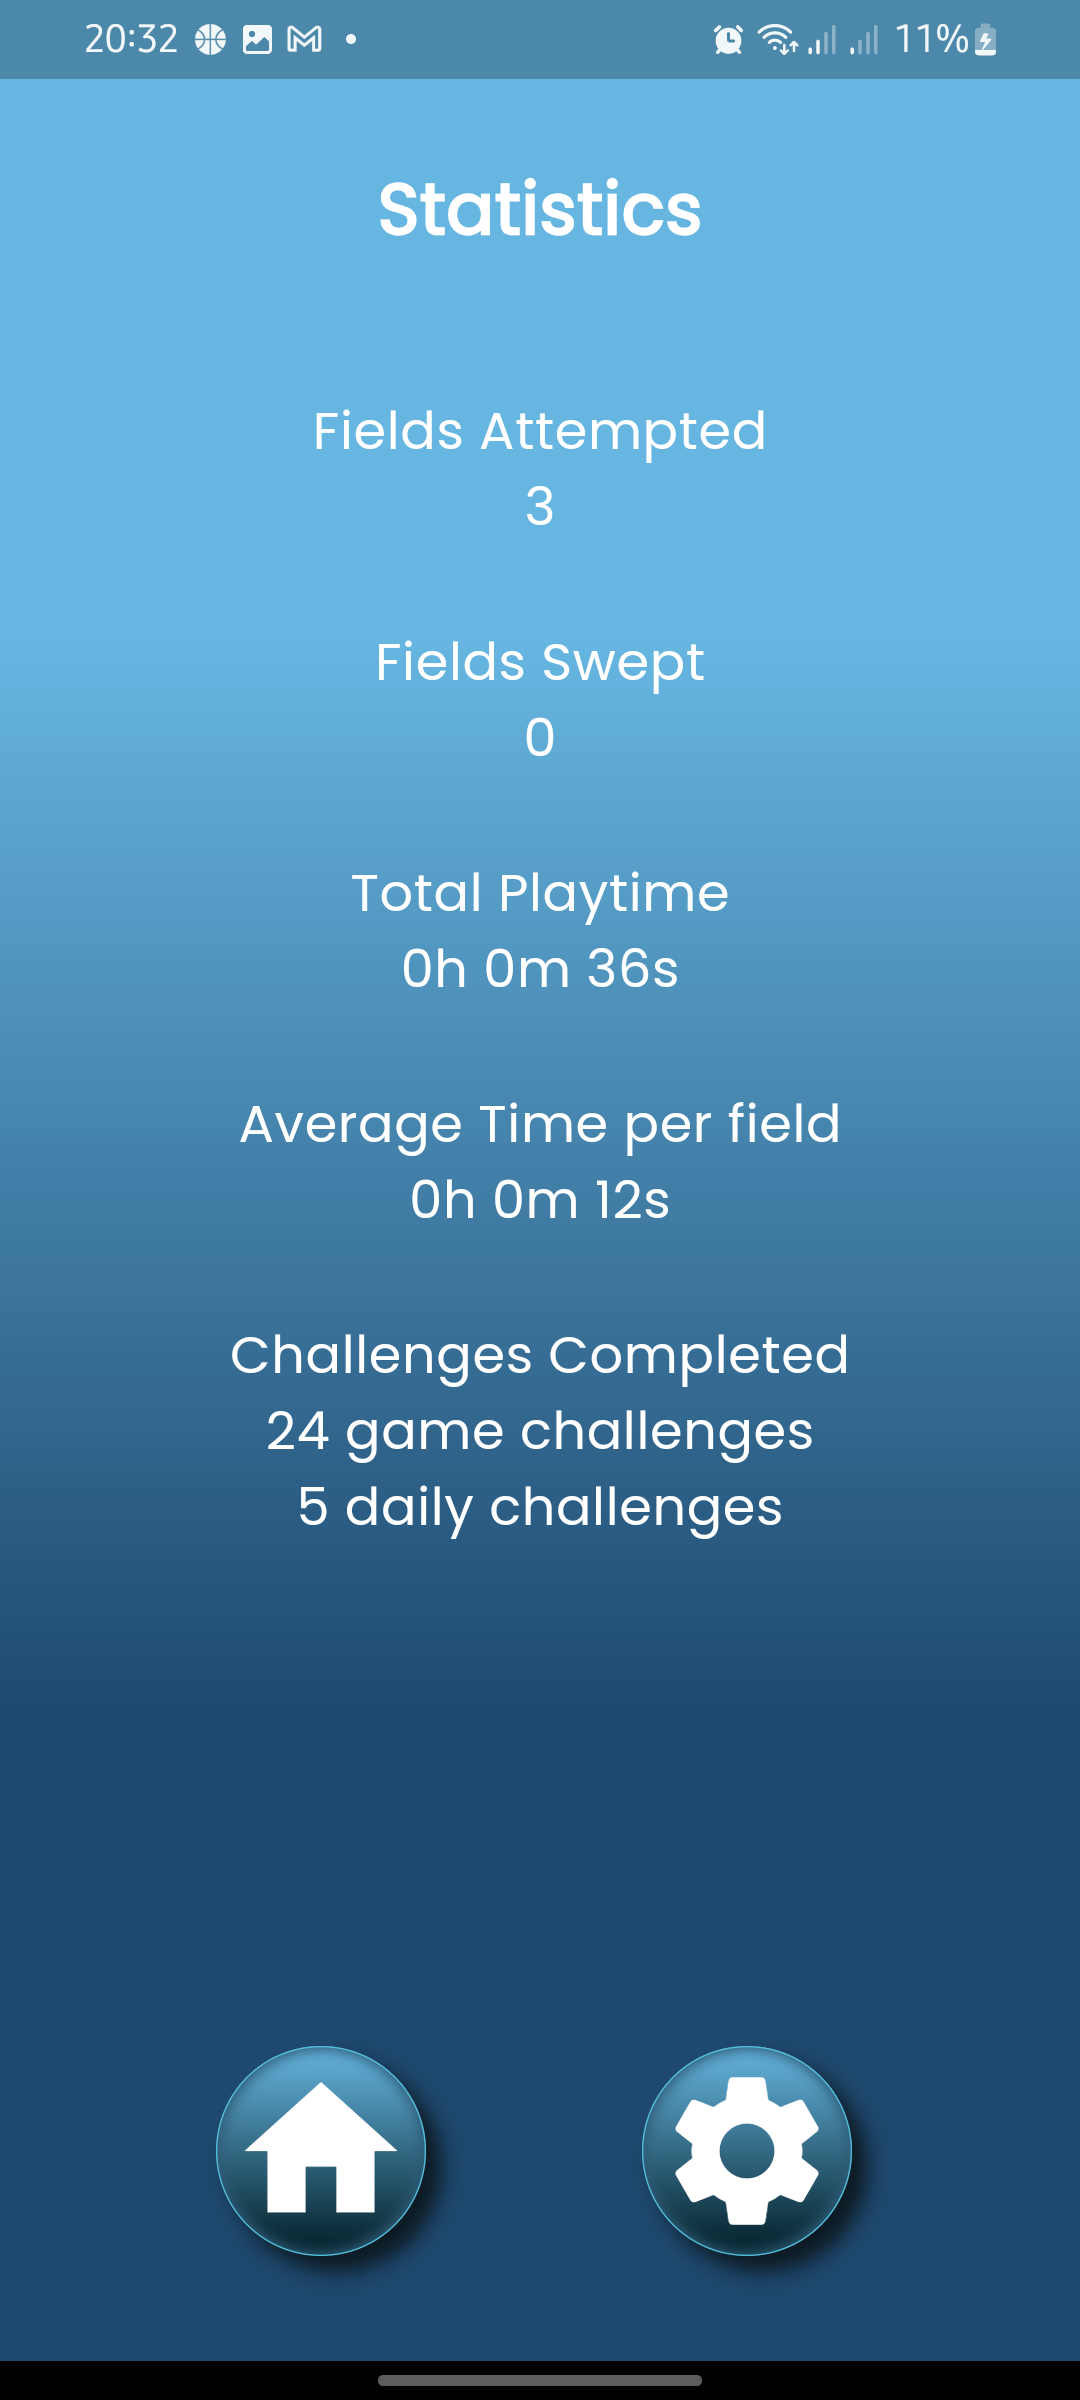 20:32 11%
Statistics
Fields Attempted
3
Fields Swept
0
Total Playtime
0h 0m 36s
Average Time per field
0h 0m 12s
Challenges Completed
24 game challenges
5 daily challenges